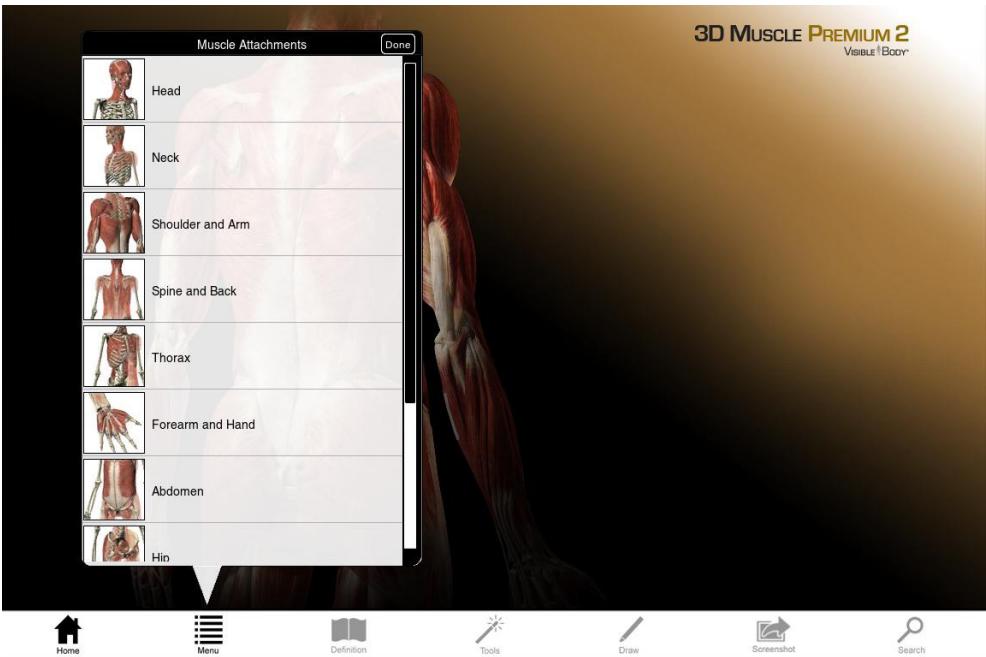 Muscle Attachments
Done
3D MUSCLE PREMIUM 2
VISIBLE BODY
Head
Neck
Shoulder and Arm
Spine and Back
Thorax
Forearm and Hand
Abdomen
Hip
Home
Menu
Definition
Tools
Draw
Screenshot
Search